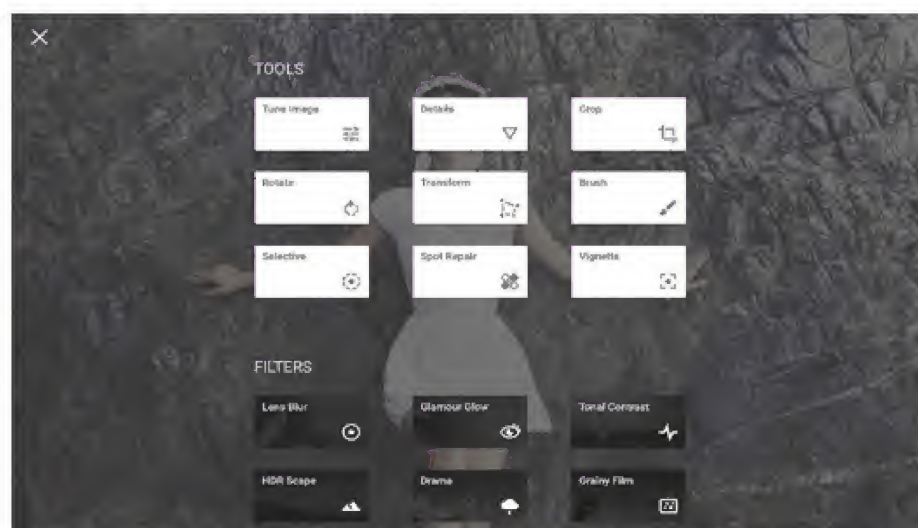 TOOLS
Tune Image
Details
Crop
Rotate
Transform
Brush
Selective
Spot Repair
Vignette
FILTERS
Lens Blur
Glamour Glow
Tonal Contrast
HDR Scape
Drama
Grainy Film